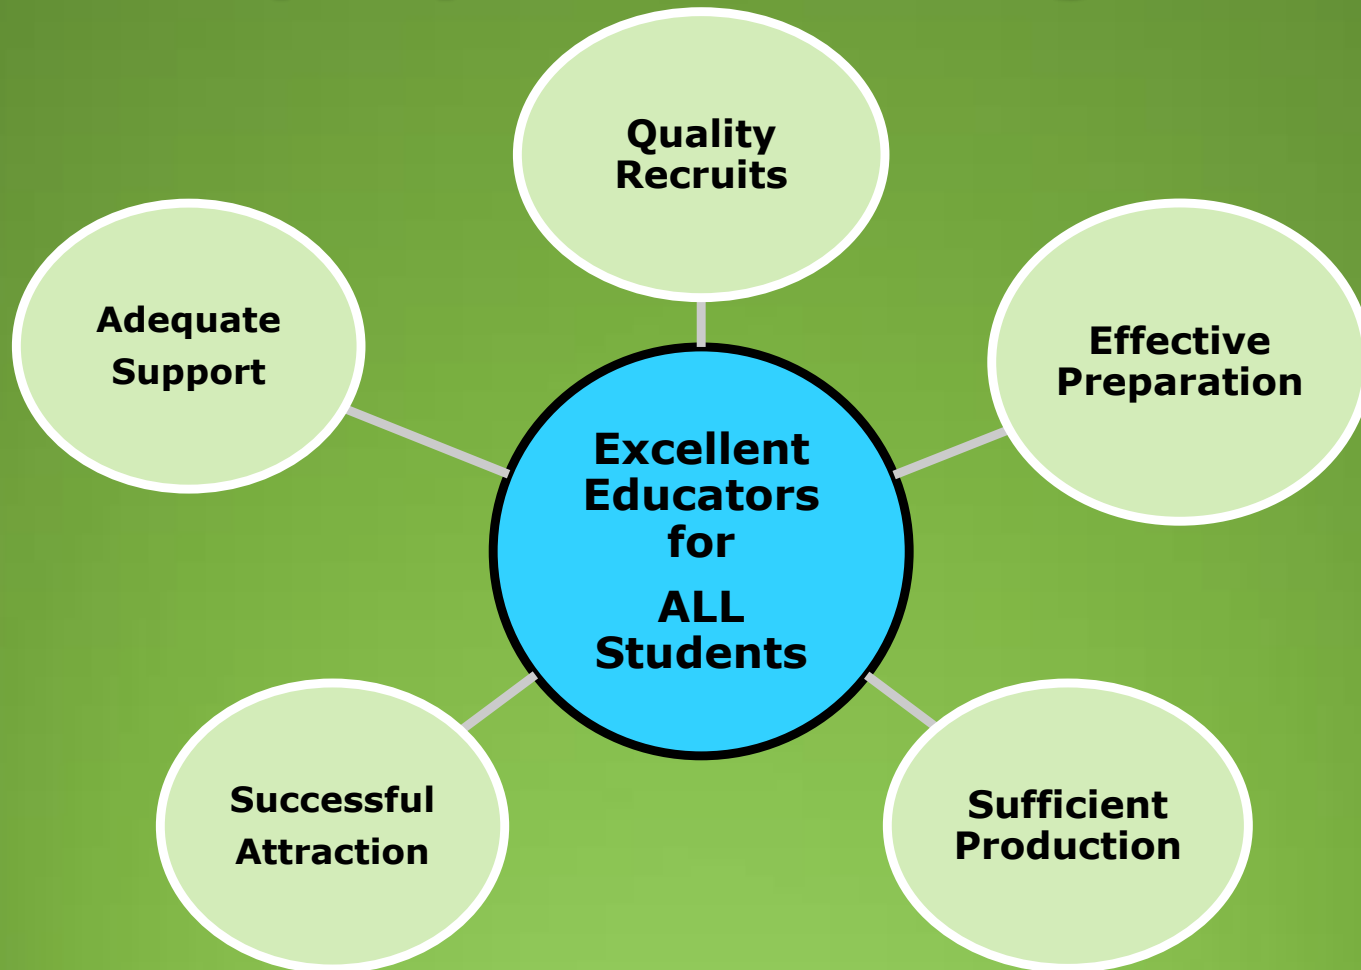 Quality
Recruits
Adequate
Support
Effective
Preparation
Excellent
Educators
for
ALL
Students
Successful
Attraction
Sufficient
Production